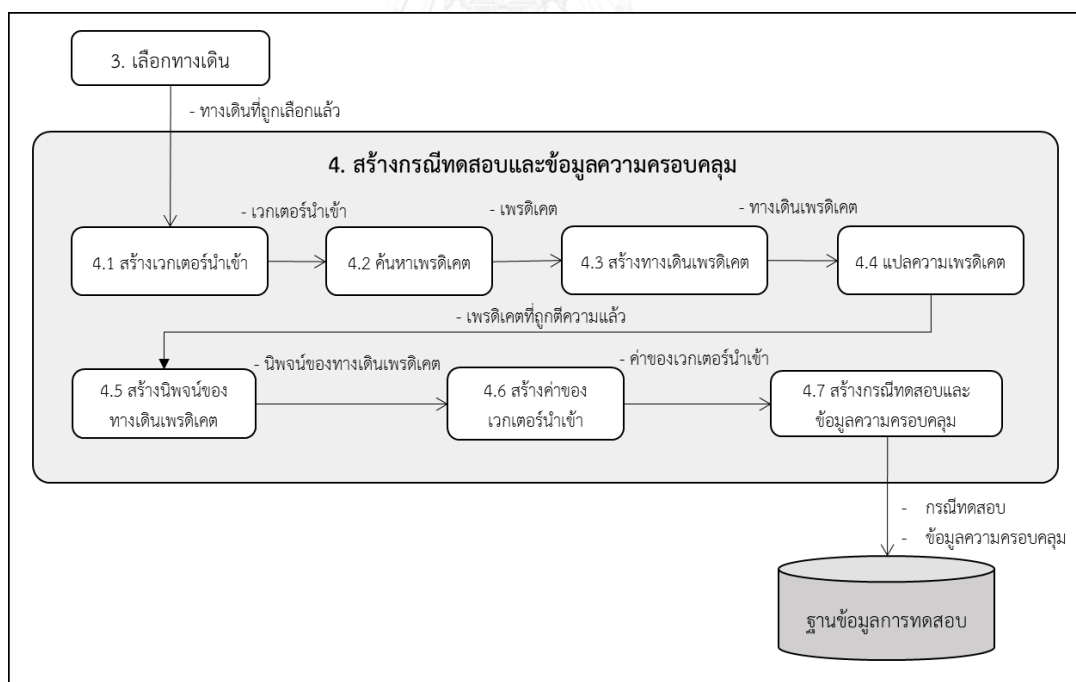 3. เลือกทางเดิน
- ทางเดินที่ถูกเลือกแล้ว
4. สร้างกรณีทดสอบและข้อมูลความครอบคลุม
- เวกเตอร์นำเข้า
- เพรดิเคต
- ทางเดินเพรดิเคต
4.1 สร้างเวกเตอร์นำเข้า
4.2 ค้นหาเพรดิเคต
4.3 สร้างทางเดินเพรดิเคต
4.4 แปลความเพรดิเคต
- เพรดิเคตที่ถูกตีความแล้ว
- นิพจน์ของทางเดินเพรดิเคต
- ค่าของเวกเตอร์นำเข้า
4.5 สร้างนิพจน์ของ
ทางเดินเพรดิเคต
4.6 สร้างค่าของ
เวกเตอร์นำเข้า
4.7 สร้างกรณีทดสอบและ
ข้อมูลความครอบคลุม
- กรณีทดสอบ
- ข้อมูลความครอบคลุม
ฐานข้อมูลการทดสอบ